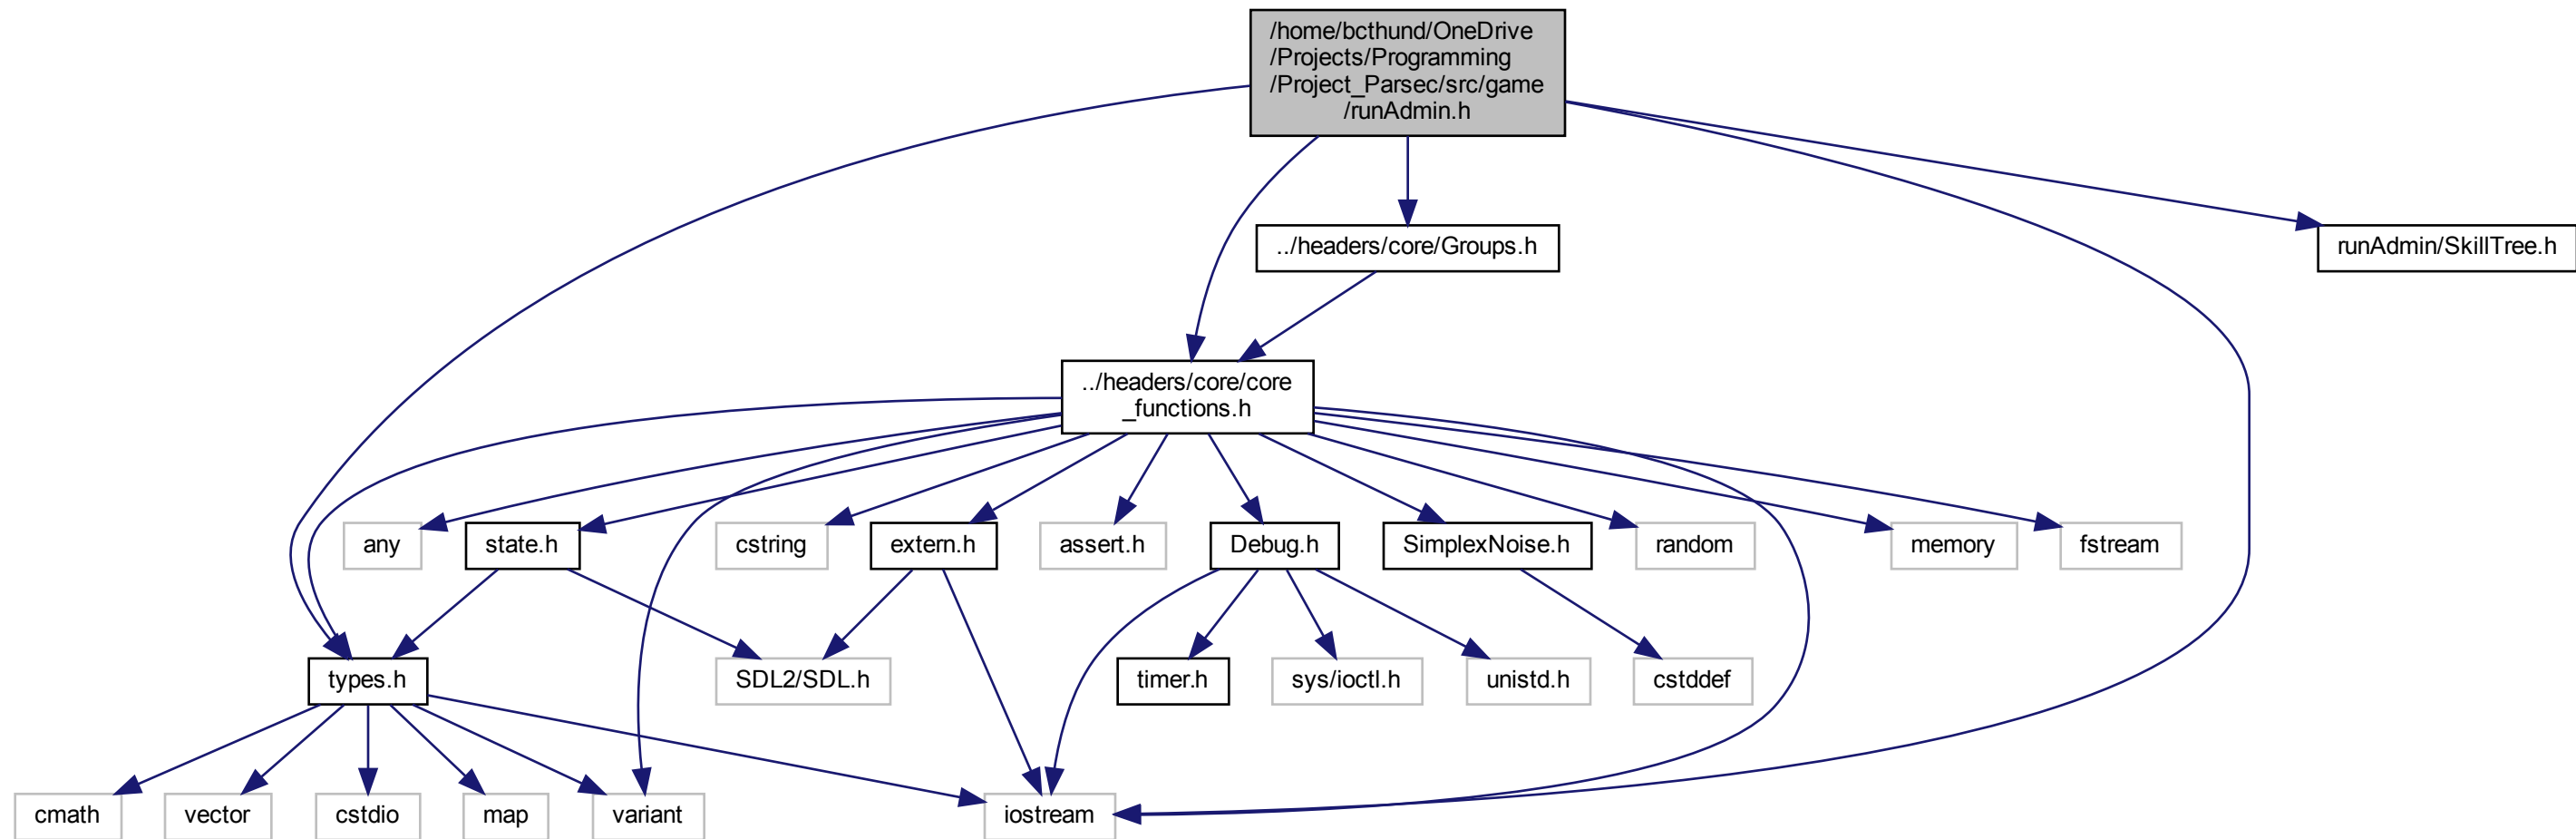 /home/bcthund/OneDrive
/Projects/Programming
/Project_Parsec/src/game
/runAdmin.h
../headers/core/Groups.h
runAdmin/SkillTree.h
../headers/core/core
_functions.h
any
state.h
cstring
extern.h
assert.h
Debug.h
SimplexNoise.h
random
memory
fstream
types.h
SDL2/SDL.h
timer.h
sys/ioctl.h
unistd.h
cstddef
cmath
vector
cstdio
map
variant
iostream